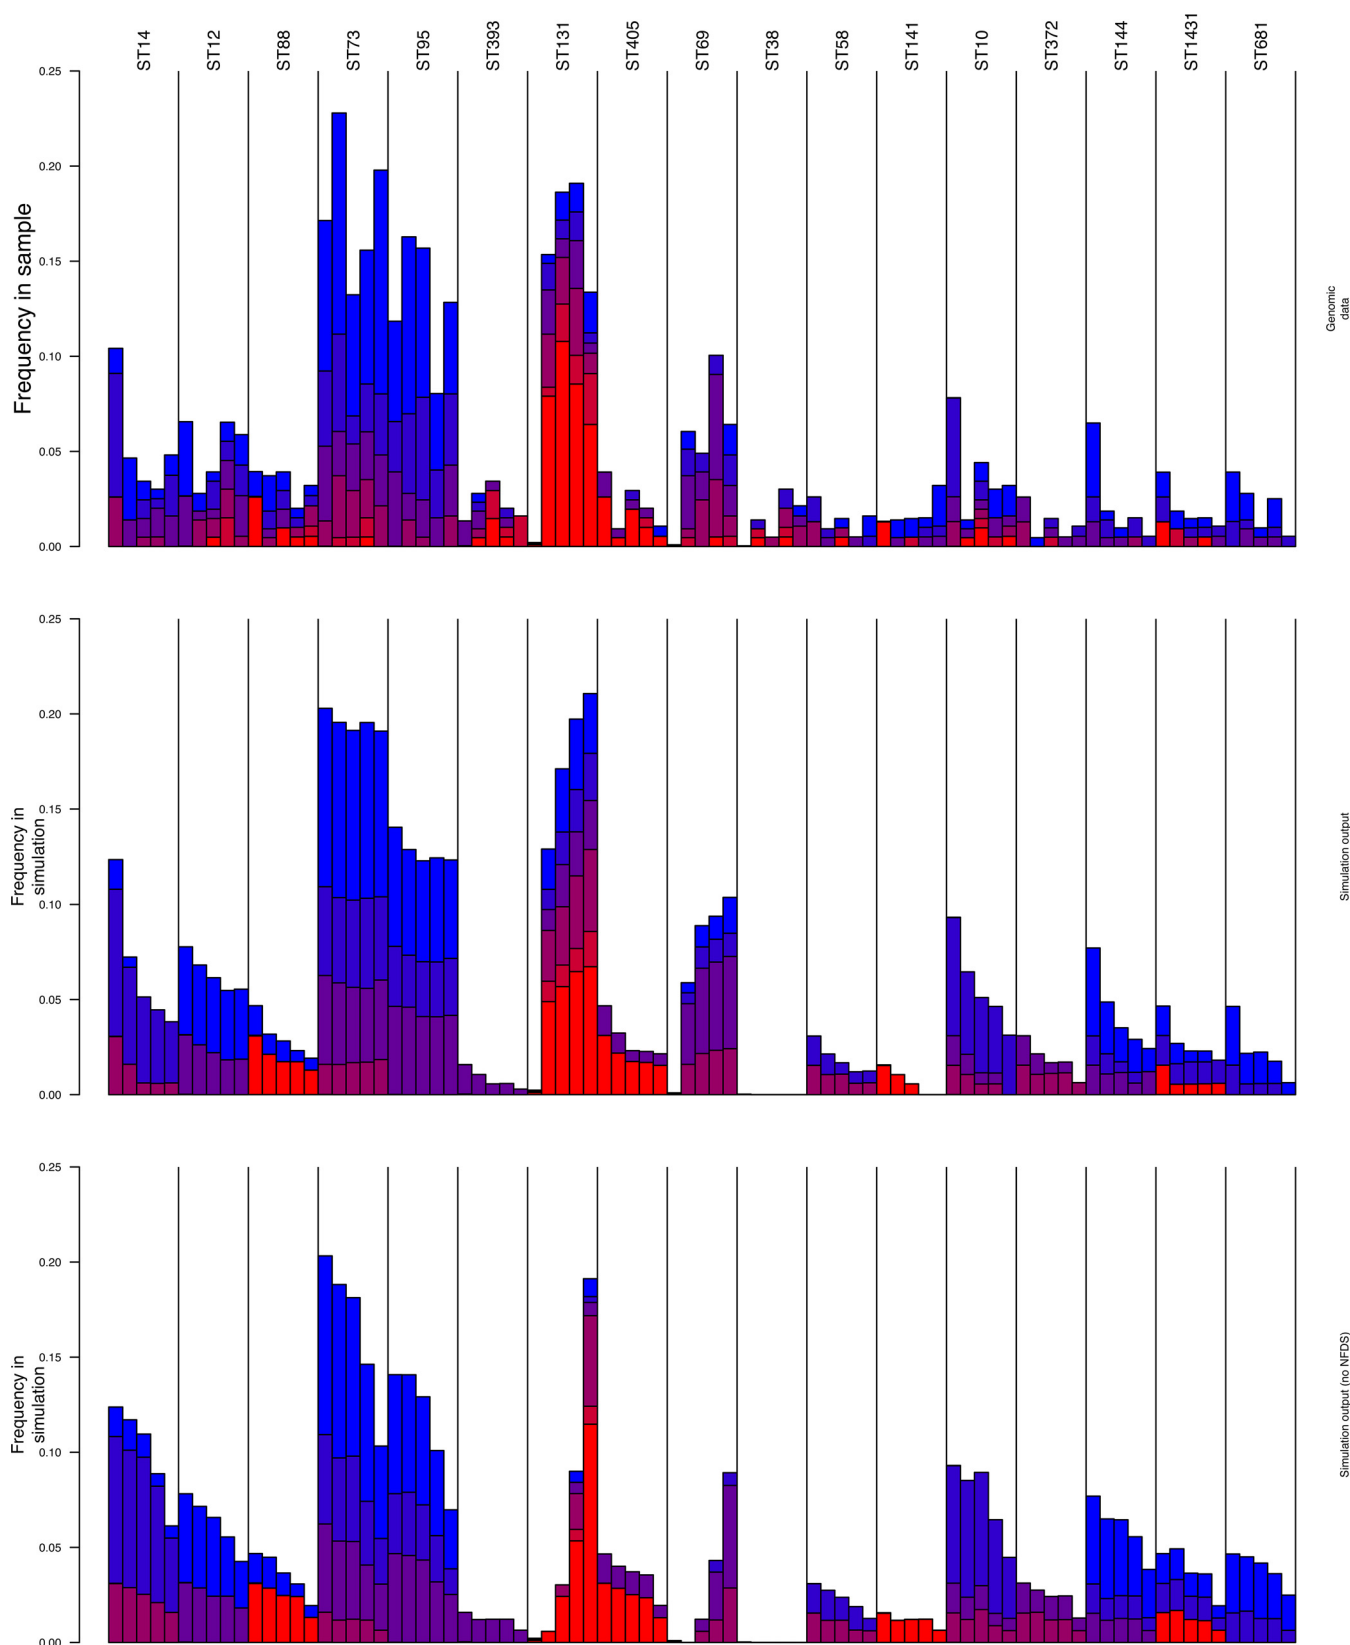 ST14 ST12 ST88 ST73 ST95 ST393 ST131 ST405 ST69 ST38 ST58 ST141 ST10 ST372 ST144 ST1431 ST681
0.25
0.20
0.15
0.10
0.05
0.00
Frequency in sample
Genomic
data
0.25
0.20
0.15
0.10
0.05
0.00
Frequency in
simulation
Simulation output
0.25
0.20
0.15
0.10
0.05
0.00
Frequency in
simulation
Simulation output (no NFDS)